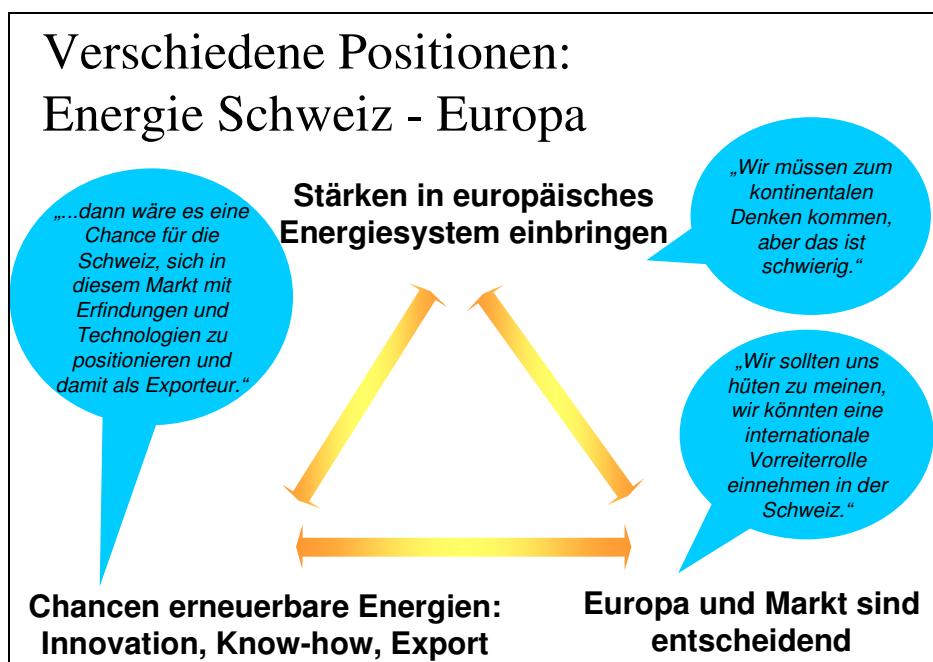 Verschiedene Positionen:
Energie Schweiz - Europa
„...dann wäre es eine
Chance für die
Schweiz, sich in
diesem Markt mit
Erfindungen und
Technologien zu
positionieren und
damit als Exporteur.“
Stärken in europäisches
Energiesystem einbringen
„Wir müssen zum
kontinentalen
Denken kommen,
aber das ist
schwierig.“
„Wir sollten uns
hüten zu meinen,
wir könnten eine
internationale
Vorreiterrolle
einnehmen in der
Schweiz.“
Chancen erneuerbare Energien:
Innovation, Know-how, Export
Europa und Markt sind
entscheidend